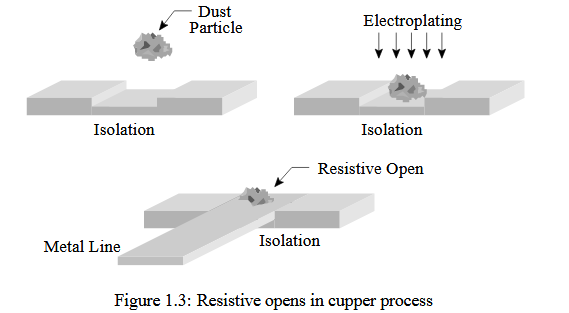 Dust
Particle
Electroplating
Isolation
Isolation
Resistive Open
Metal Line
Isolation
Figure 1.3: Resistive opens in cupper process